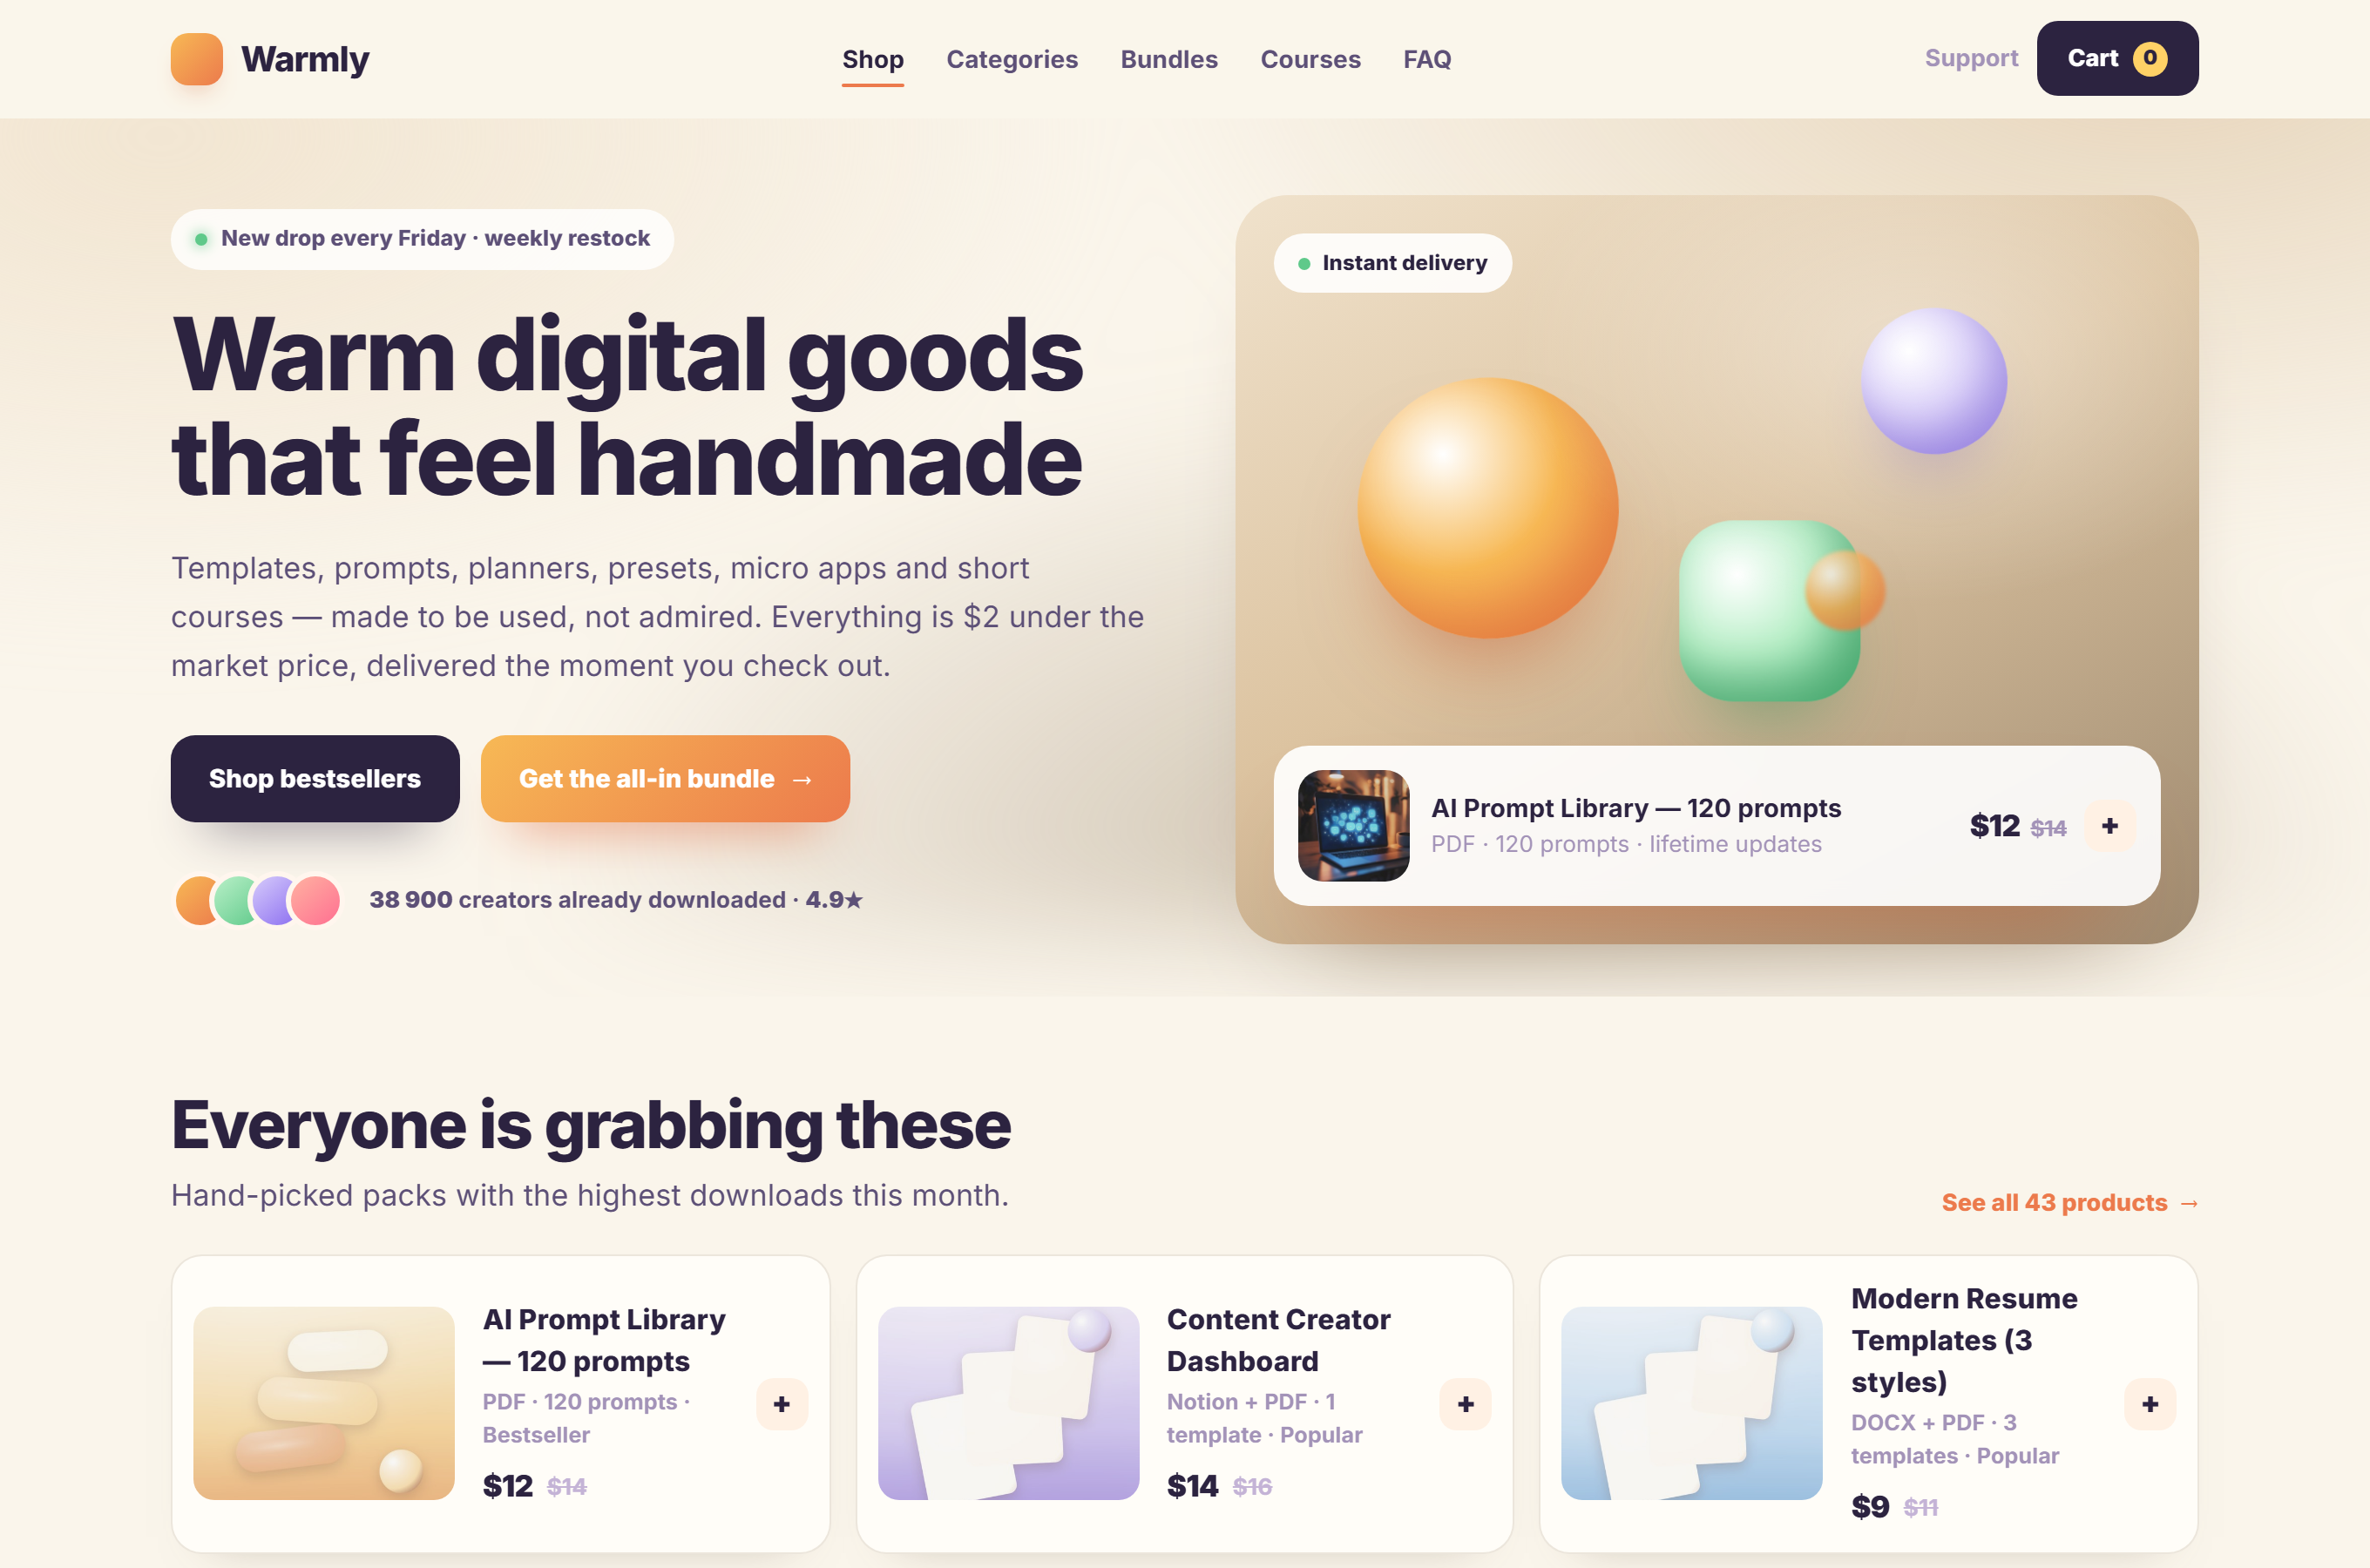 Warmly
Shop
Categories
Bundles
Courses
FAQ
Support
Cart 0
New drop every Friday · weekly restock
Warm digital goods
that feel handmade
Templates, prompts, planners, presets, micro apps and short
courses — made to be used, not admired. Everything is $2 under the
market price, delivered the moment you check out.
Shop bestsellers
Get the all-in bundle →
38 900 creators already downloaded · 4.9★
Instant delivery
AI Prompt Library — 120 prompts
PDF · 120 prompts · lifetime updates
$12 $14
+
Everyone is grabbing these
Hand-picked packs with the highest downloads this month.
See all 43 products →
AI Prompt Library
— 120 prompts
PDF · 120 prompts ·
Bestseller
$12 $14
+
Content Creator
Dashboard
Notion + PDF · 1
template · Popular
$14 $16
+
Modern Resume
Templates (3
styles)
DOCX + PDF · 3
templates · Popular
$9 $11
+